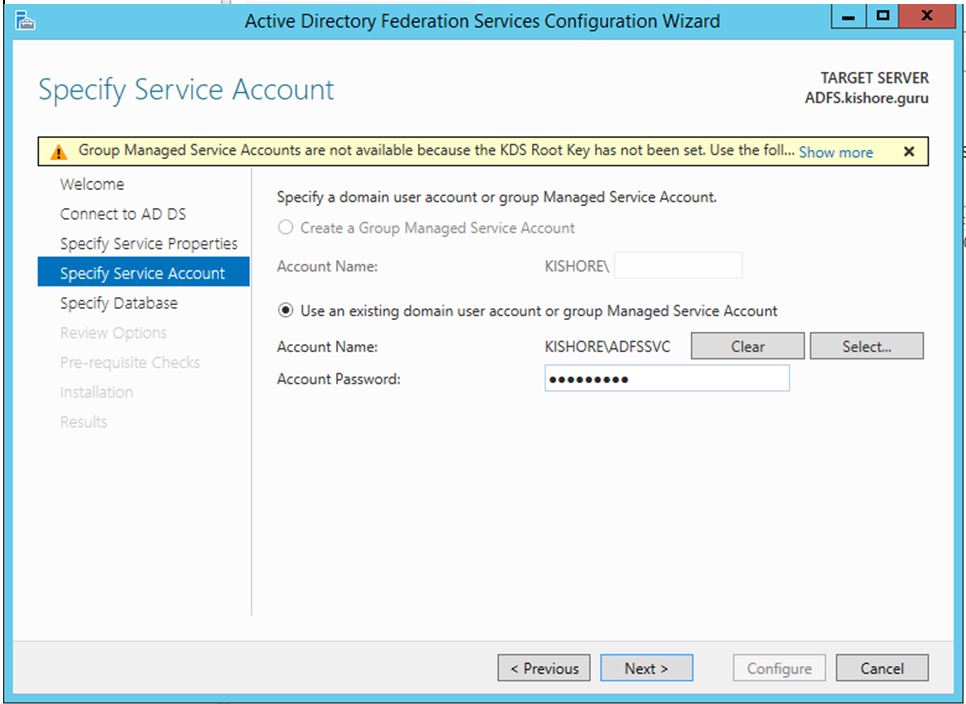 Active Directory Federation Services Configuration Wizard
Specify Service Account
TARGET SERVER
ADFS.kishore.guru
Group Managed Service Accounts are not available because the KDS Root Key has not been set. Use the foll... Show more
Welcome
Connect to AD DS
Specify Service Properties
Specify Service Account
Specify Database
Review Options
Pre-requisite Checks
Installation
Results
Specify a domain user account or group Managed Service Account.
Create a Group Managed Service Account
Account Name: KISHORE\
Use an existing domain user account or group Managed Service Account
Account Name: KISHORE\ADFSSVC Clear Select...
Account Password: •••••••••
< Previous Next > Configure Cancel